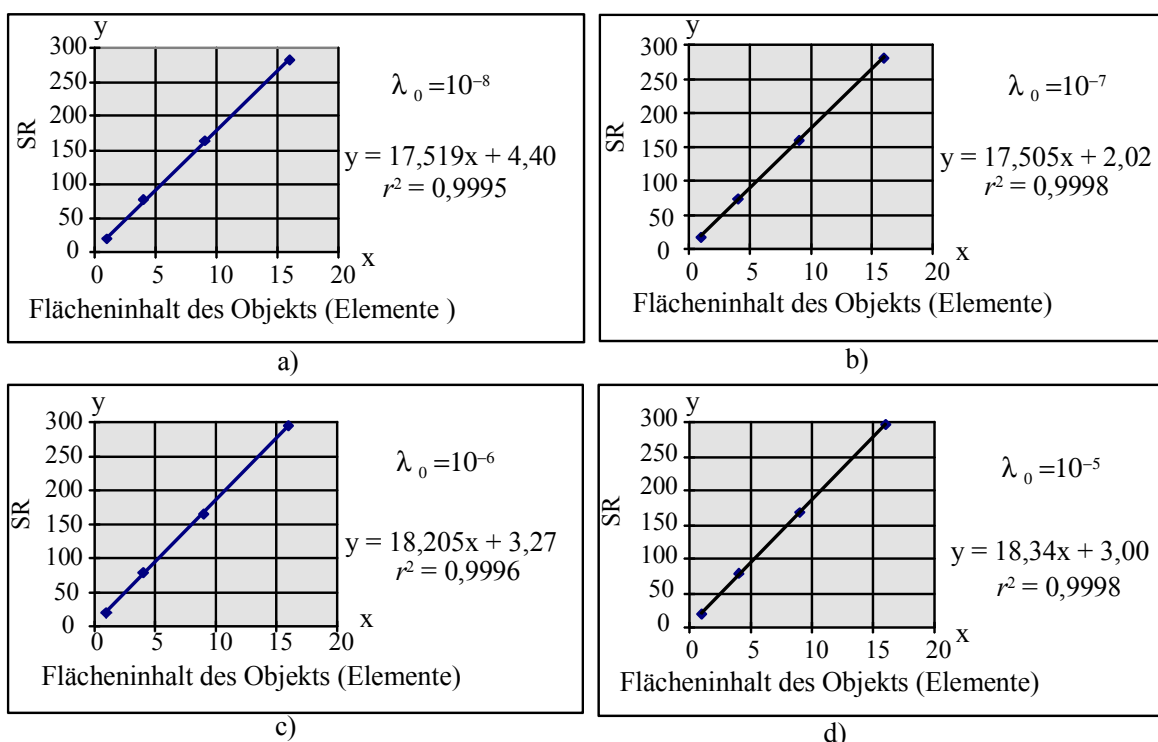 y
300
250
200
150
100
50
0
SR
0 5 10 15 20 x
Flächeninhalt des Objekts (Elemente )
λ₀ =10⁻⁸
y = 17,519x + 4,40
r² = 0,9995
a)
y
300
250
200
150
100
50
0
SR
0 5 10 15 20 x
Flächeninhalt des Objekts (Elemente)
λ₀ =10⁻⁷
y = 17,505x + 2,02
r² = 0,9998
b)
y
300
250
200
150
100
50
0
SR
0 5 10 15 20 x
Flächeninhalt des Objekts (Elemente)
λ₀ =10⁻⁶
y = 18,205x + 3,27
r² = 0,9996
c)
y
300
250
200
150
100
50
0
SR
0 5 10 15 20 x
Flächeninhalt des Objekts (Elemente)
λ₀ =10⁻⁵
y = 18,34x + 3,00
r² = 0,9998
d)